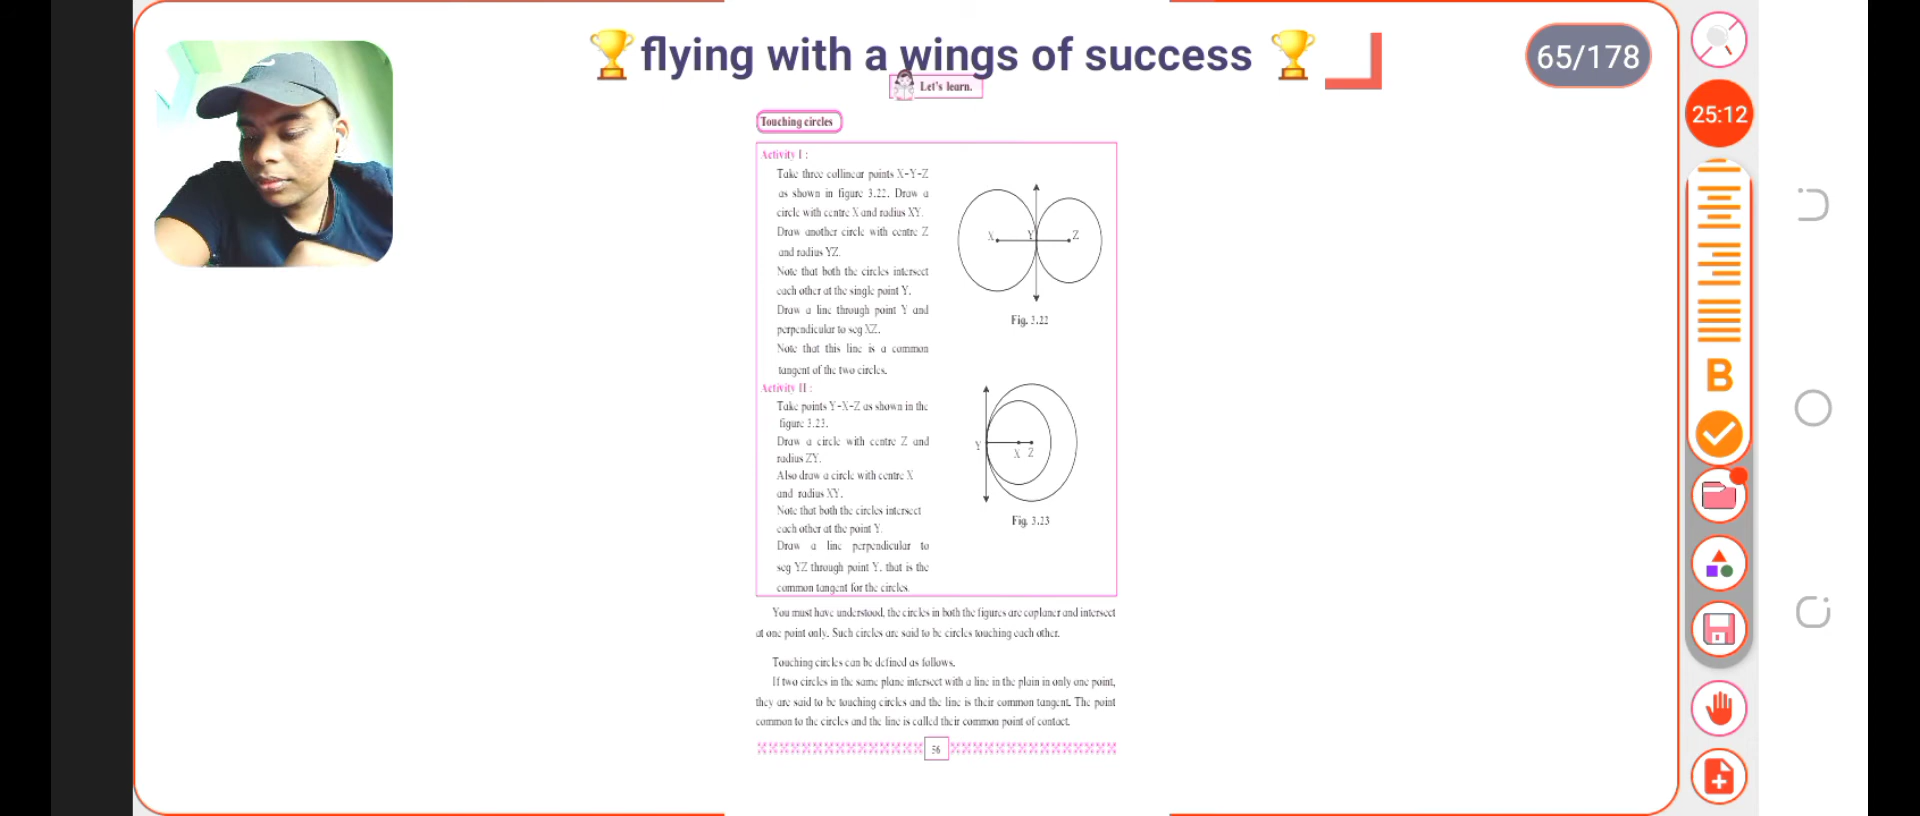 🏆flying with a wings of success 🏆
65/178
25:12
Let's learn.
Touching circles
Activity I :
Take three collinear points X-Y-Z
as shown in figure 3.22. Draw a
circle with centre X and radius XY.
Draw another circle with centre Z
and radius YZ.
Note that both the circles intersect
each other at the single point Y.
Draw a line through point Y and
perpendicular to seg XZ.
Note that this line is a common
tangent of the two circles.
X Y Z
Fig. 3.22
Activity II :
Take points Y-X-Z as shown in the
figure 3.23.
Draw a circle with centre Z and
radius ZY.
Also draw a circle with centre X
and radius XY.
Note that both the circles intersect
each other at the point Y.
Draw a line perpendicular to
seg YZ through point Y, that is the
common tangent for the circles.
Y X Z
Fig. 3.23
You must have understood, the circles in both the figures are coplaner and intersect
at one point only. Such circles are said to be circles touching each other.
Touching circles can be defined as follows.
If two circles in the same plane intersect with a line in the plain in only one point,
they are said to be touching circles and the line is their common tangent. The point
common to the circles and the line is called their common point of contact.
56
B